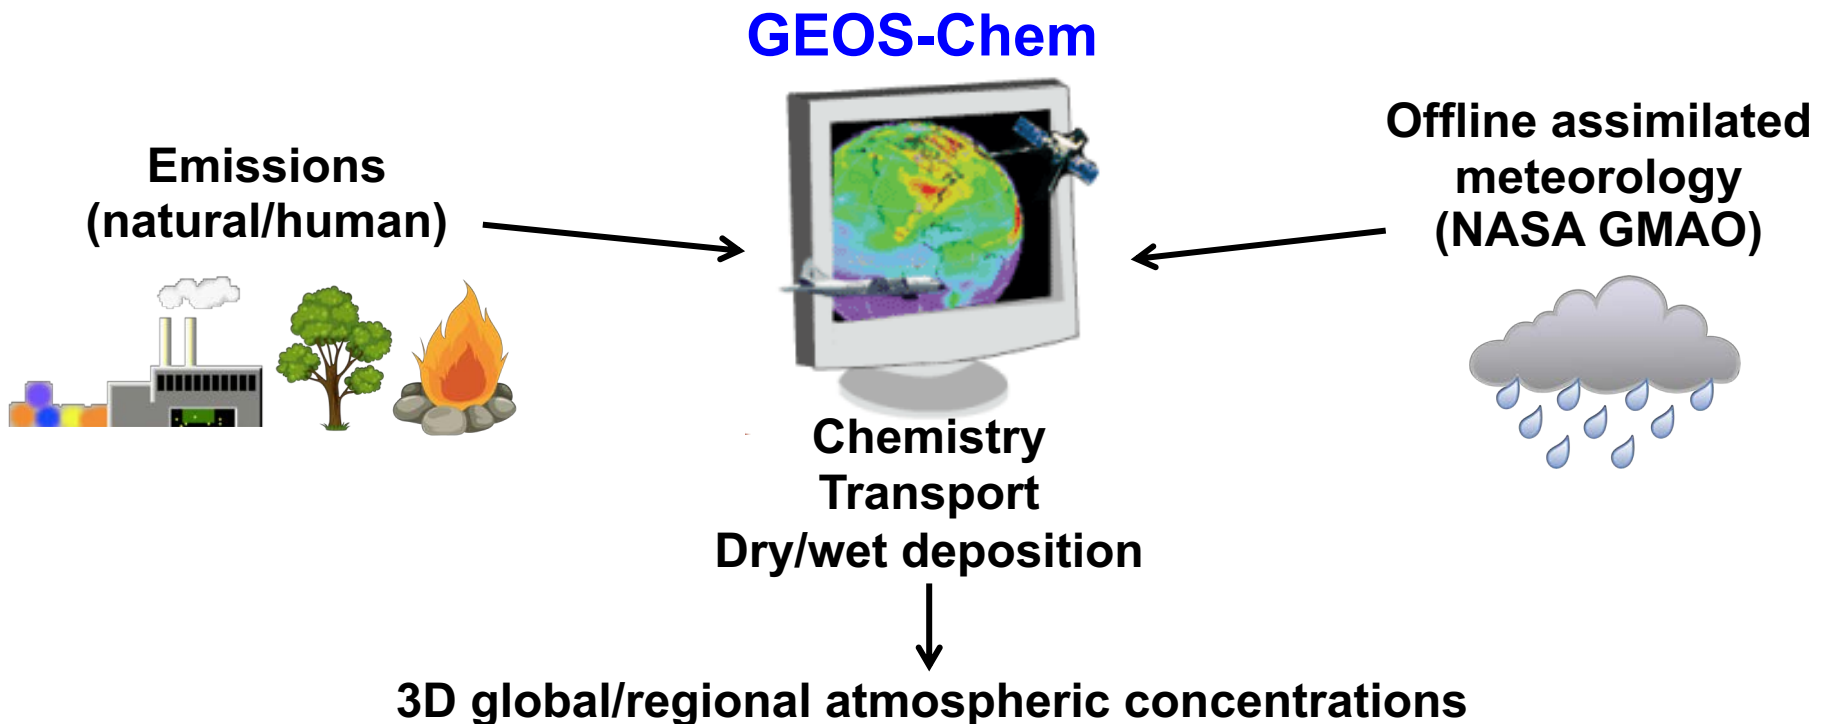 GEOS-Chem
Emissions
(natural/human)
Offline assimilated
meteorology
(NASA GMAO)
Chemistry
Transport
Dry/wet deposition
3D global/regional atmospheric concentrations